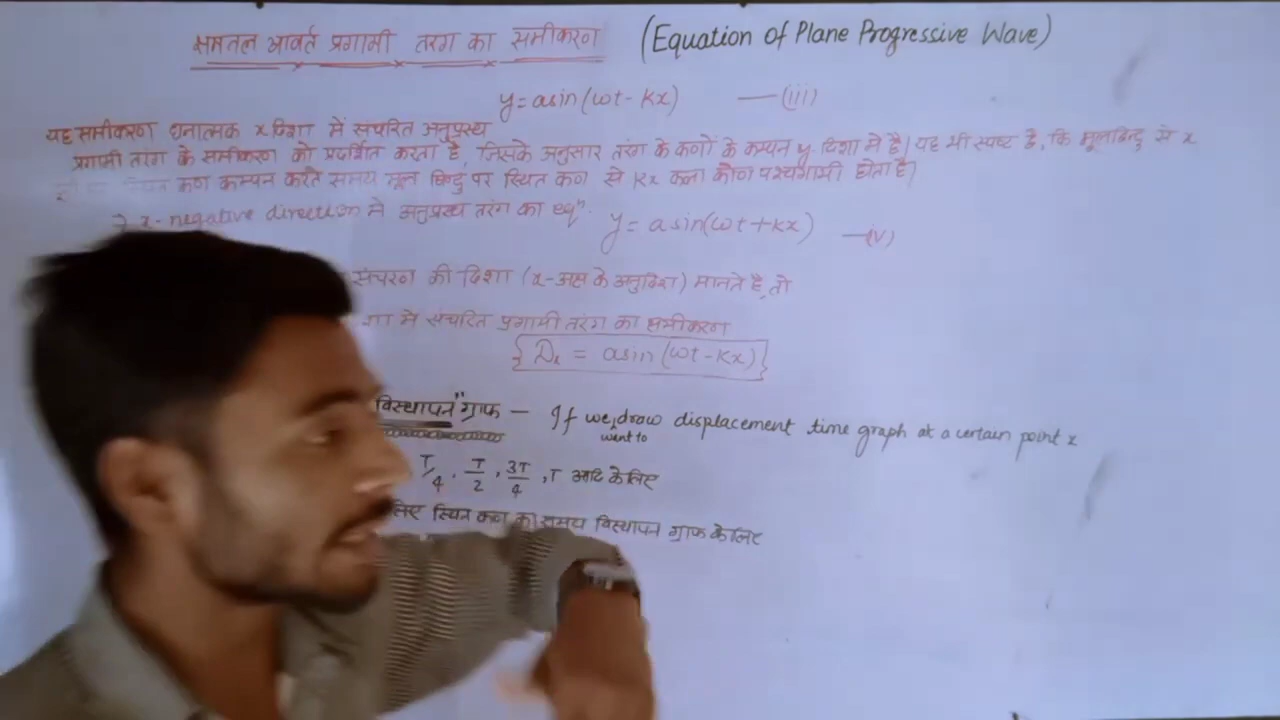 समतल आवर्त प्रगामी तरंग का समीकरण (Equation of Plane Progressive Wave)
y = a sin(ωt - Kx) —(iii)
यह समीकरण धनात्मक x दिशा में संचरित अनुप्रस्थ
प्रगामी तरंग के समीकरण को प्रदर्शित करता है, जिसके अनुसार तरंग के कणों के कम्पन y दिशा में है। यह भी स्पष्ट है, कि मूलबिन्दु से x
कण कम्पन करते समय मूल बिन्दु पर स्थित कण से Kx कला कोण पश्चगामी होता है।
x-negative direction में अनुप्रस्थ तरंग का eqⁿ. y = a sin(ωt + kx) —(iv)
संचरण की दिशा (x-अक्ष के अनुदिश) मानते है, तो
में संचरित प्रगामी तरंग का समीकरण
= a sin (ωt - Kx)
विस्थापन" ग्राफ — If we want to draw displacement time graph at a certain point x
T/4, T/2, 3T/4, T आदि के लिए
लिए स्थित कण का समय विस्थापन ग्राफ के लिए